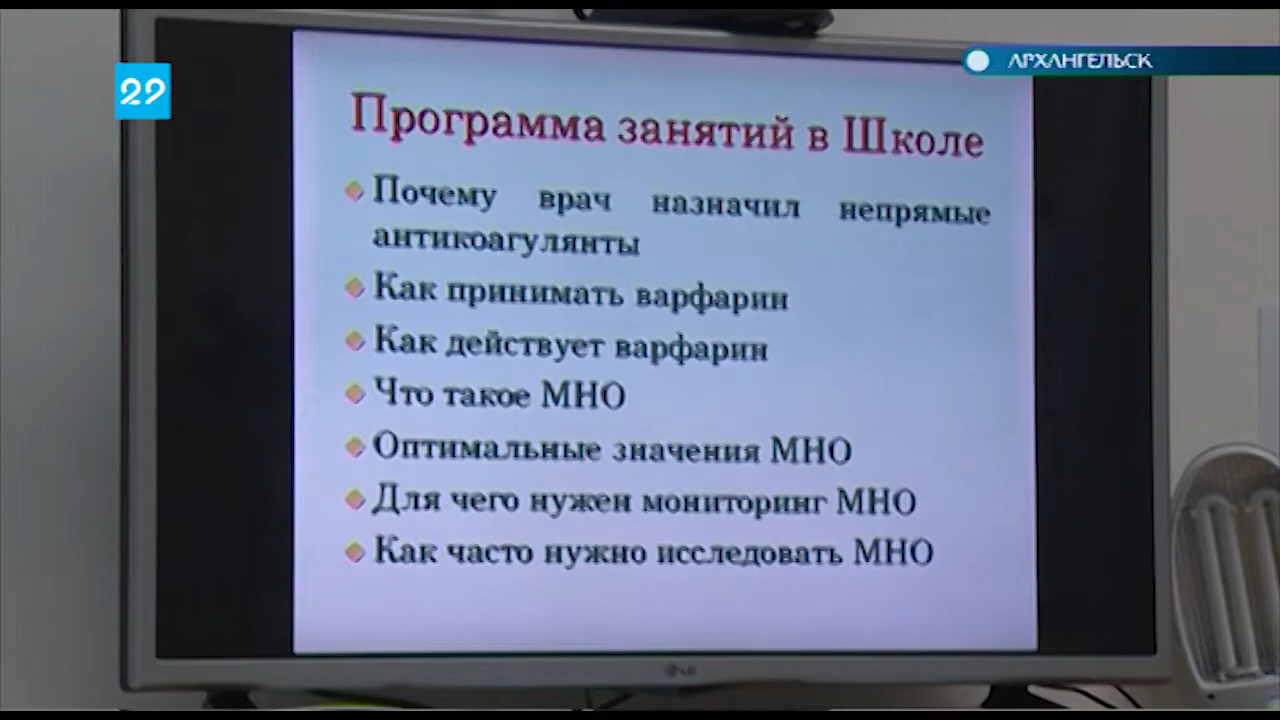 АРХАНГЕЛЬСК
29
Программа занятий в Школе
Почему врач назначил непрямые
антикоагулянты
Как принимать варфарин
Как действует варфарин
Что такое МНО
Оптимальные значения МНО
Для чего нужен мониторинг МНО
Как часто нужно исследовать МНО
LG